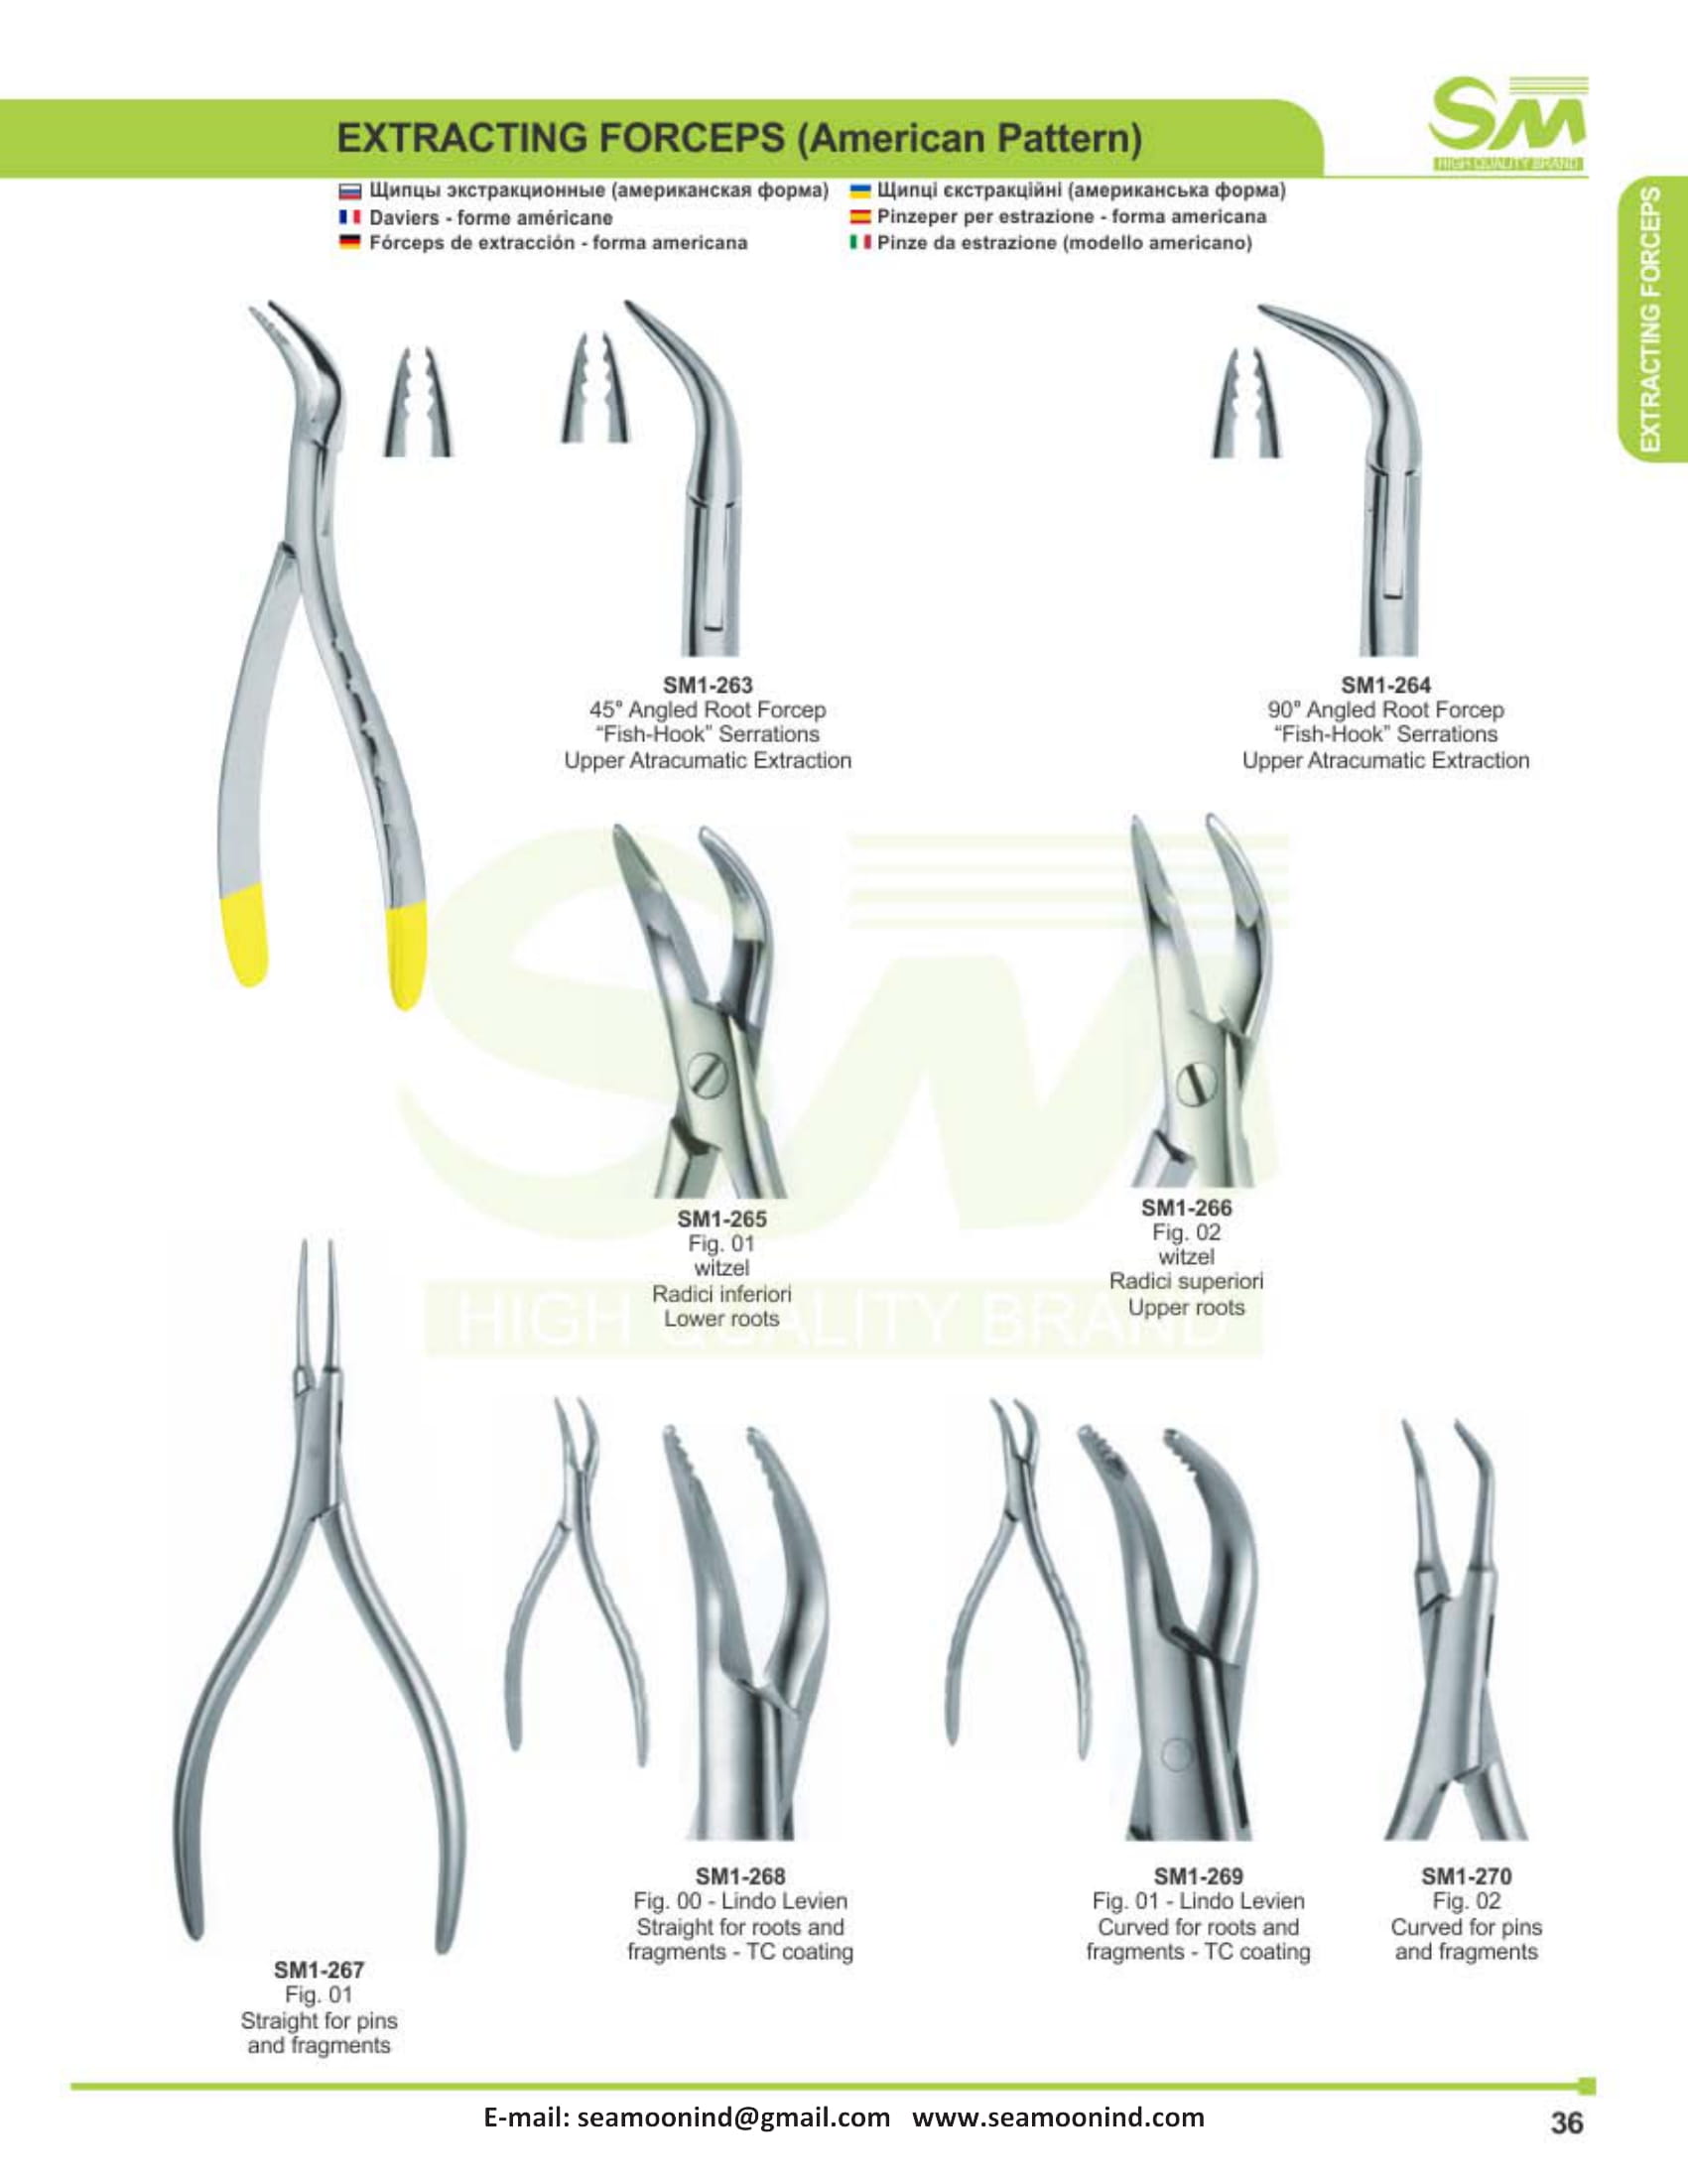 SM
HIGH QUALITY BRAND
EXTRACTING FORCEPS (American Pattern)
Щипцы экстракционные (американская форма)
Щипці єкстракційні (американська форма)
Daviers - forme américane
Pinzeper per estrazione - forma americana
Fórceps de extracción - forma americana
Pinze da estrazione (modello americano)
EXTRACTING FORCEPS
SM1-263
45° Angled Root Forcep
“Fish-Hook” Serrations
Upper Atracumatic Extraction
SM1-264
90° Angled Root Forcep
“Fish-Hook” Serrations
Upper Atracumatic Extraction
SM
HIGH QUALITY BRAND
SM1-265
Fig. 01
witzel
Radici inferiori
Lower roots
SM1-266
Fig. 02
witzel
Radici superiori
Upper roots
SM1-267
Fig. 01
Straight for pins
and fragments
SM1-268
Fig. 00 - Lindo Levien
Straight for roots and
fragments - TC coating
SM1-269
Fig. 01 - Lindo Levien
Curved for roots and
fragments - TC coating
SM1-270
Fig. 02
Curved for pins
and fragments
E-mail: seamoonind@gmail.com www.seamoonind.com
36